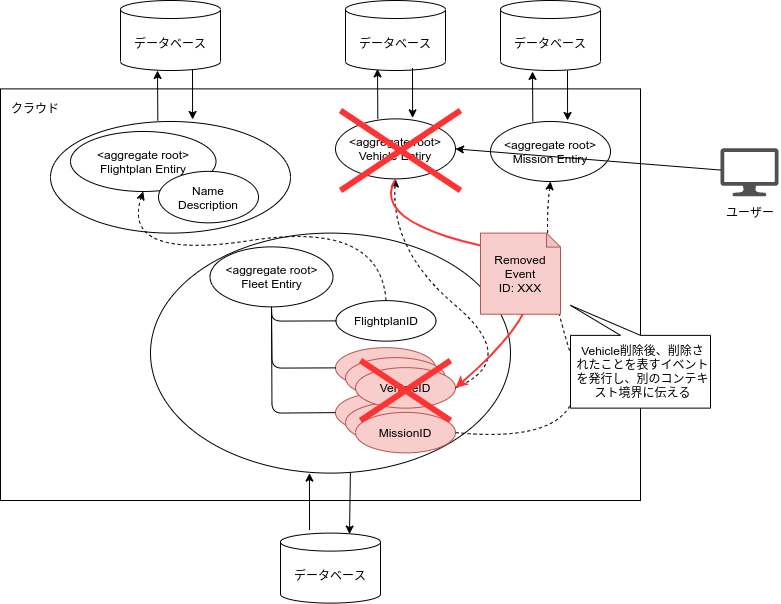 データベース
データベース
データベース
クラウド
<aggregate root>
Flightplan Entiry
Name
Description
<aggregate root>
Vehicle Entiry
<aggregate root>
Mission Entiry
ユーザー
<aggregate root>
Fleet Entiry
Removed
Event
ID: XXX
FlightplanID
VehicleID
MissionID
Vehicle削除後、削除さ
れたことを表すイベント
を発行し、別のコンテキ
スト境界に伝える
データベース